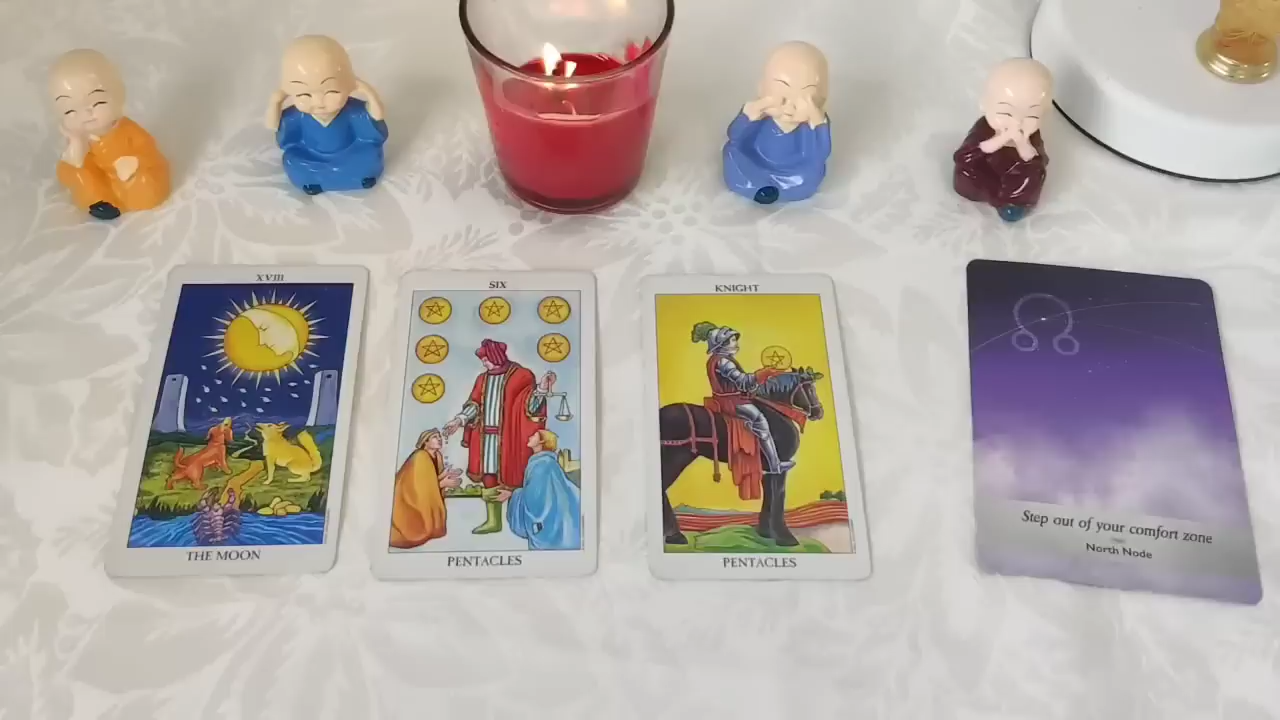 XVIII
THE MOON
SIX
PENTACLES
KNIGHT
PENTACLES
Step out of your comfort zone
North Node